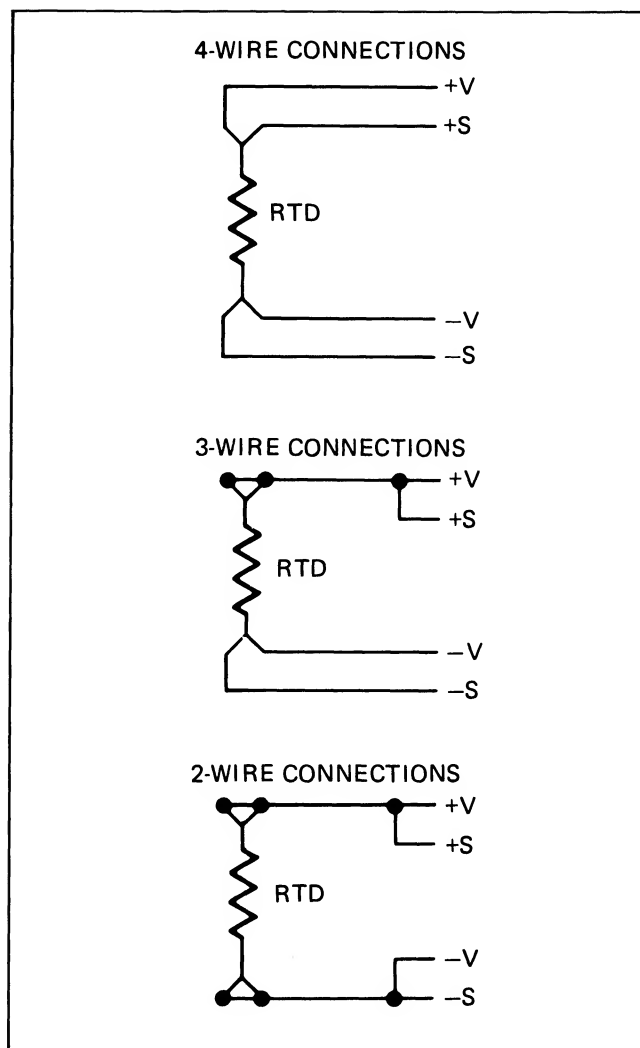 4-WIRE CONNECTIONS
+V
+S
RTD
—V
—S
3-WIRE CONNECTIONS
+V
+S
RTD
—V
—S
2-WIRE CONNECTIONS
+V
+S
RTD
—V
—S